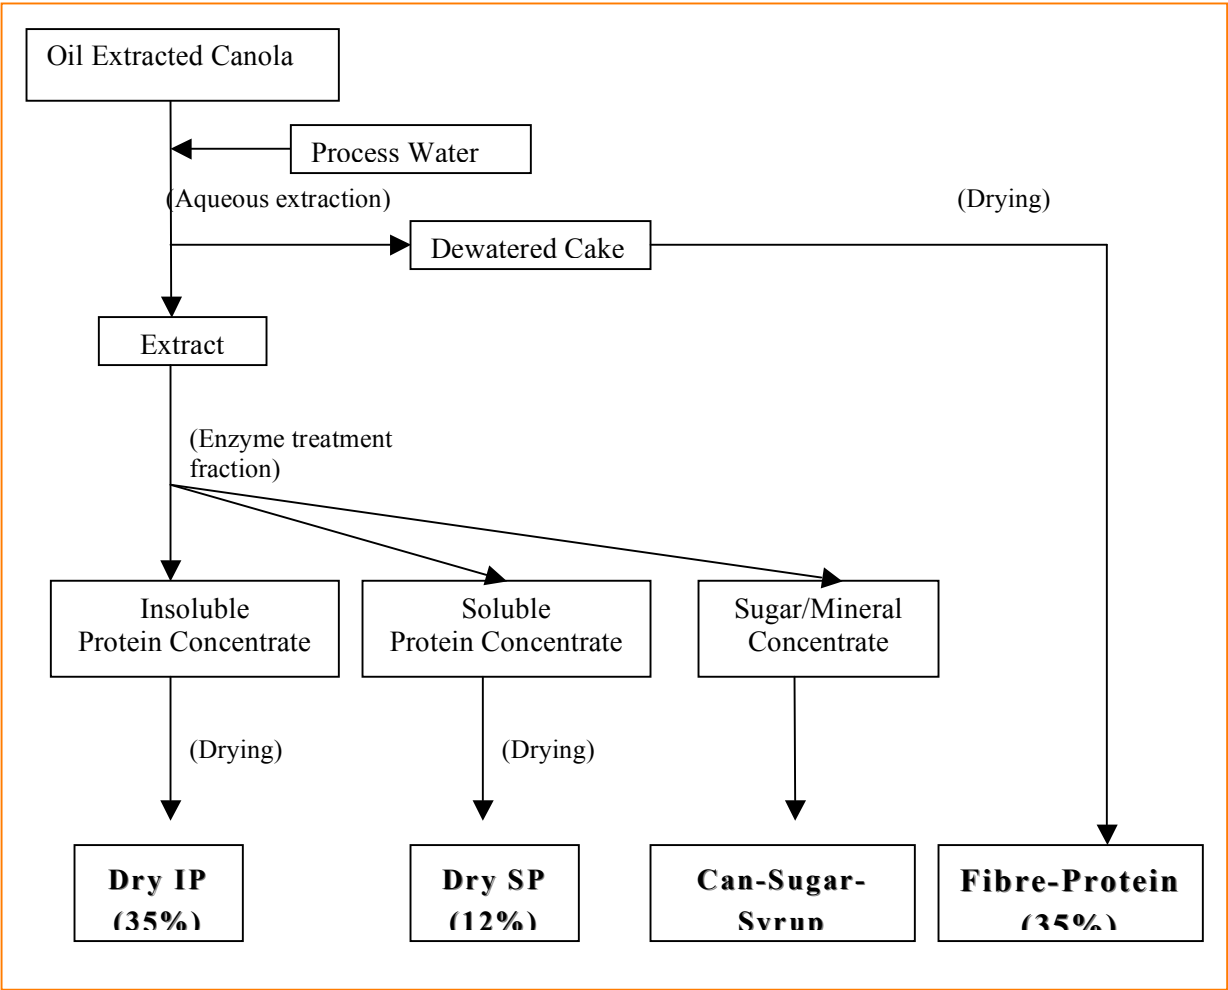 Oil Extracted Canola
Process Water
(Aqueous extraction)
(Drying)
Dewatered Cake
Extract
(Enzyme treatment
fraction)
Insoluble
Protein Concentrate
Soluble
Protein Concentrate
Sugar/Mineral
Concentrate
(Drying)
(Drying)
Dry IP
(35%)
Dry SP
(12%)
Can-Sugar-
Syrup
Fibre-Protein
(35%)